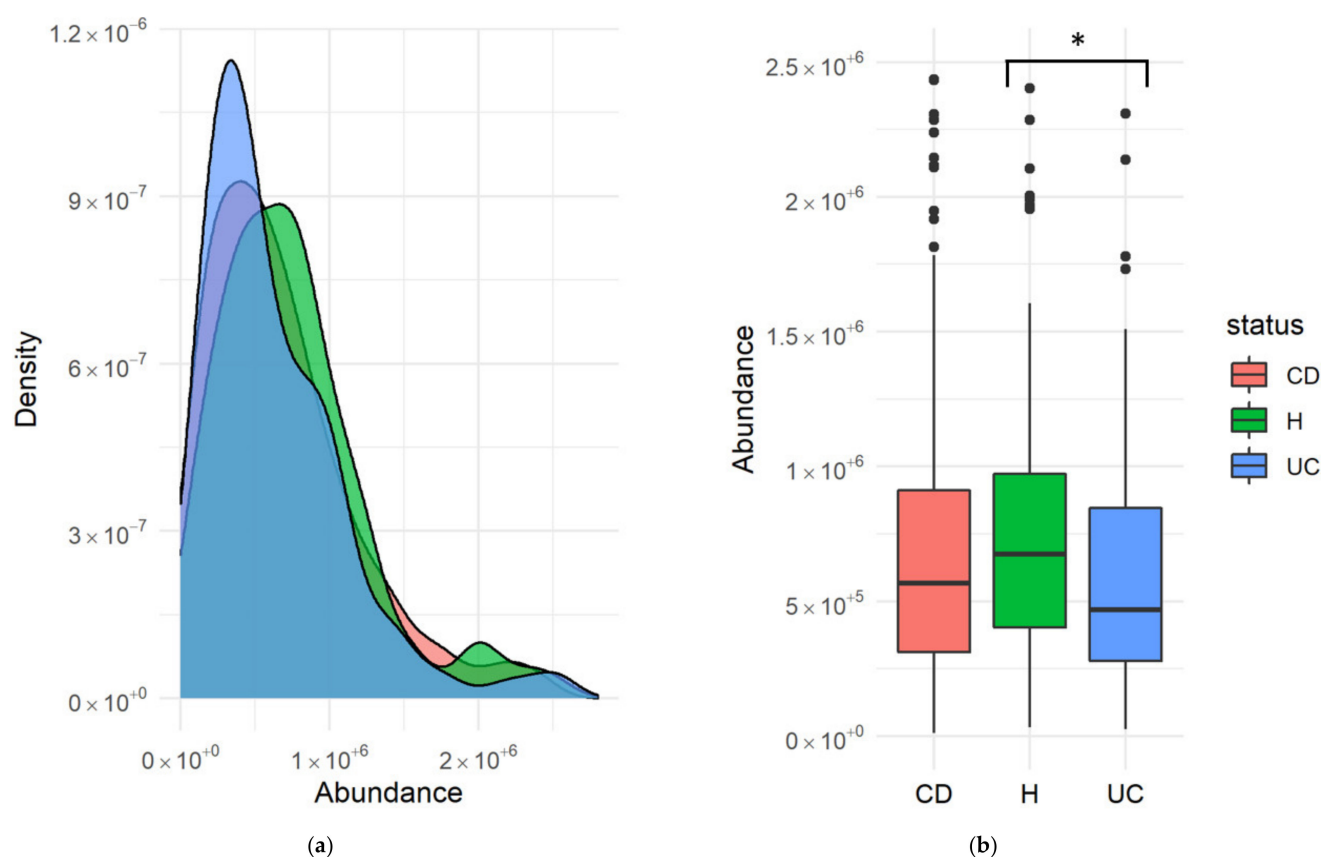 1.2 × 10⁻⁶
9 × 10⁻⁷
6 × 10⁻⁷
3 × 10⁻⁷
0 × 10⁺⁰
Density
0 × 10⁺⁰ 1 × 10⁺⁶ 2 × 10⁺⁶
Abundance
(a)
*
2.5 × 10⁺⁶
2 × 10⁺⁶
1.5 × 10⁺⁶
1 × 10⁺⁶
5 × 10⁺⁵
0 × 10⁺⁰
Abundance
CD H UC
(b)
status
CD
H
UC